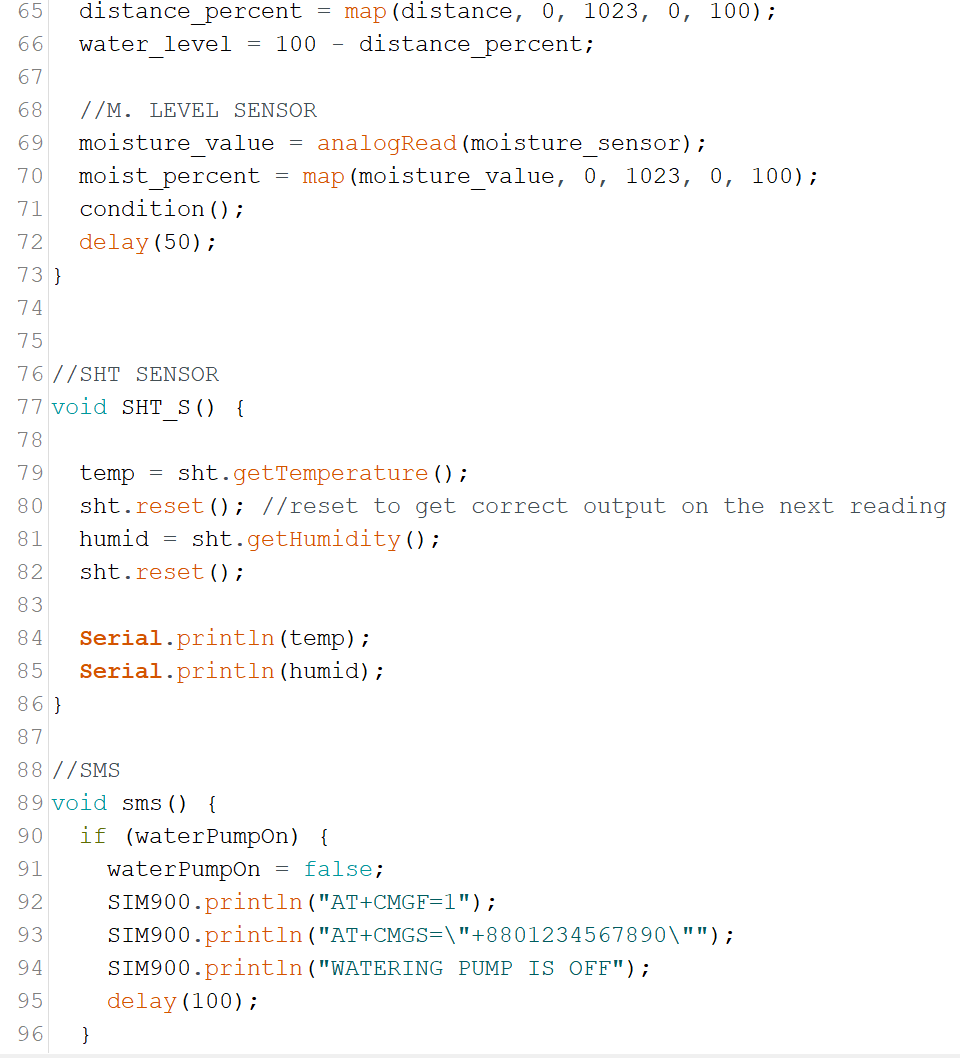 65   distance_percent = map(distance, 0, 1023, 0, 100);
66   water_level = 100 - distance_percent;
67
68   //M. LEVEL SENSOR
69   moisture_value = analogRead(moisture_sensor);
70   moist_percent = map(moisture_value, 0, 1023, 0, 100);
71   condition();
72   delay(50);
73 }
74
75
76 //SHT SENSOR
77 void SHT_S() {
78
79   temp = sht.getTemperature();
80   sht.reset(); //reset to get correct output on the next reading
81   humid = sht.getHumidity();
82   sht.reset();
83
84   Serial.println(temp);
85   Serial.println(humid);
86 }
87
88 //SMS
89 void sms() {
90   if (waterPumpOn) {
91     waterPumpOn = false;
92     SIM900.println("AT+CMGF=1");
93     SIM900.println("AT+CMGS=\"+8801234567890\"");
94     SIM900.println("WATERING PUMP IS OFF");
95     delay(100);
96   }